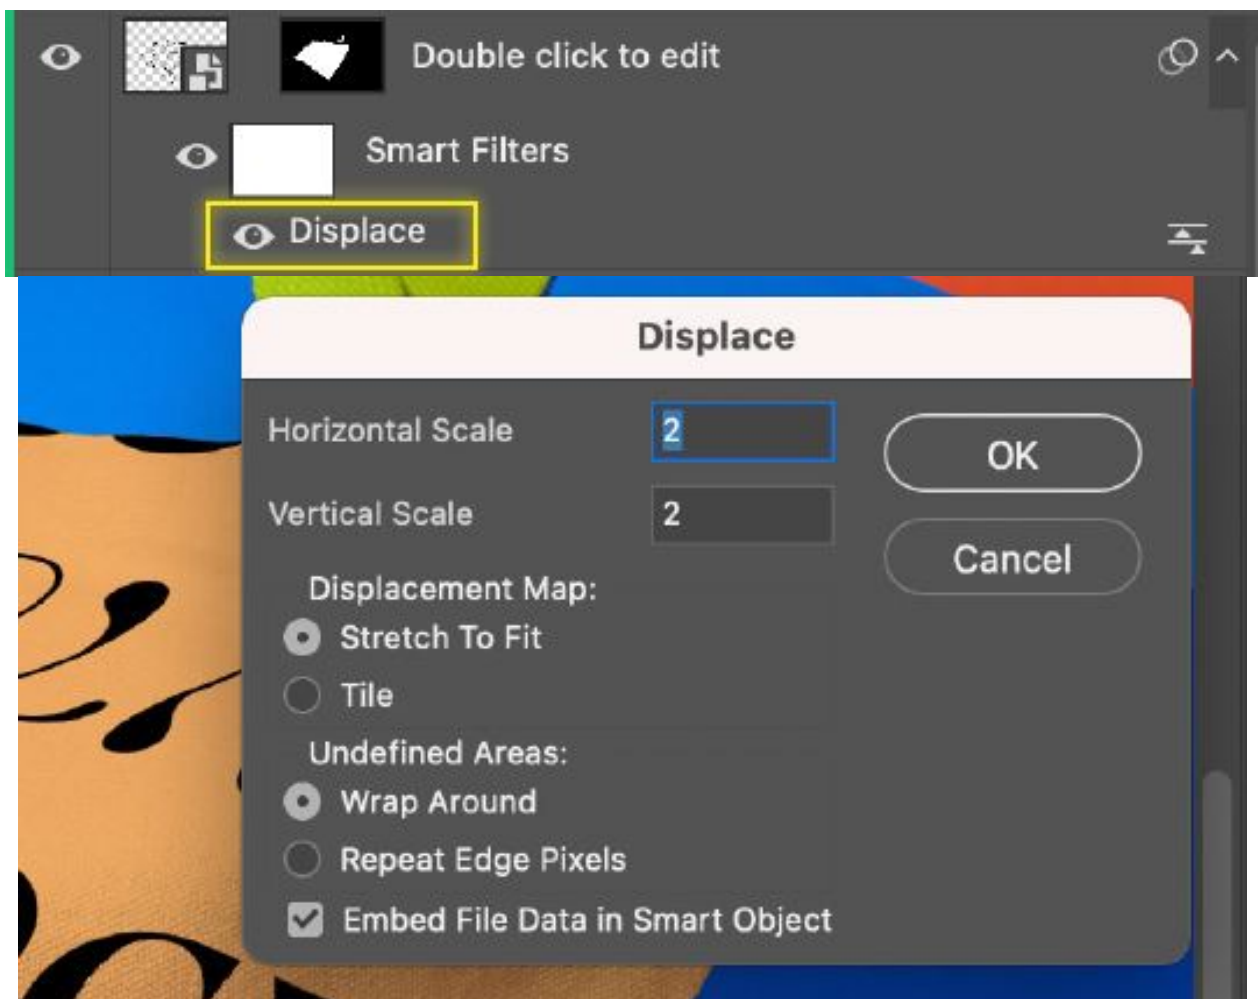 Double click to edit
Smart Filters
Displace
Displace
Horizontal Scale
2
OK
Vertical Scale
2
Cancel
Displacement Map:
Stretch To Fit
Tile
Undefined Areas:
Wrap Around
Repeat Edge Pixels
Embed File Data in Smart Object